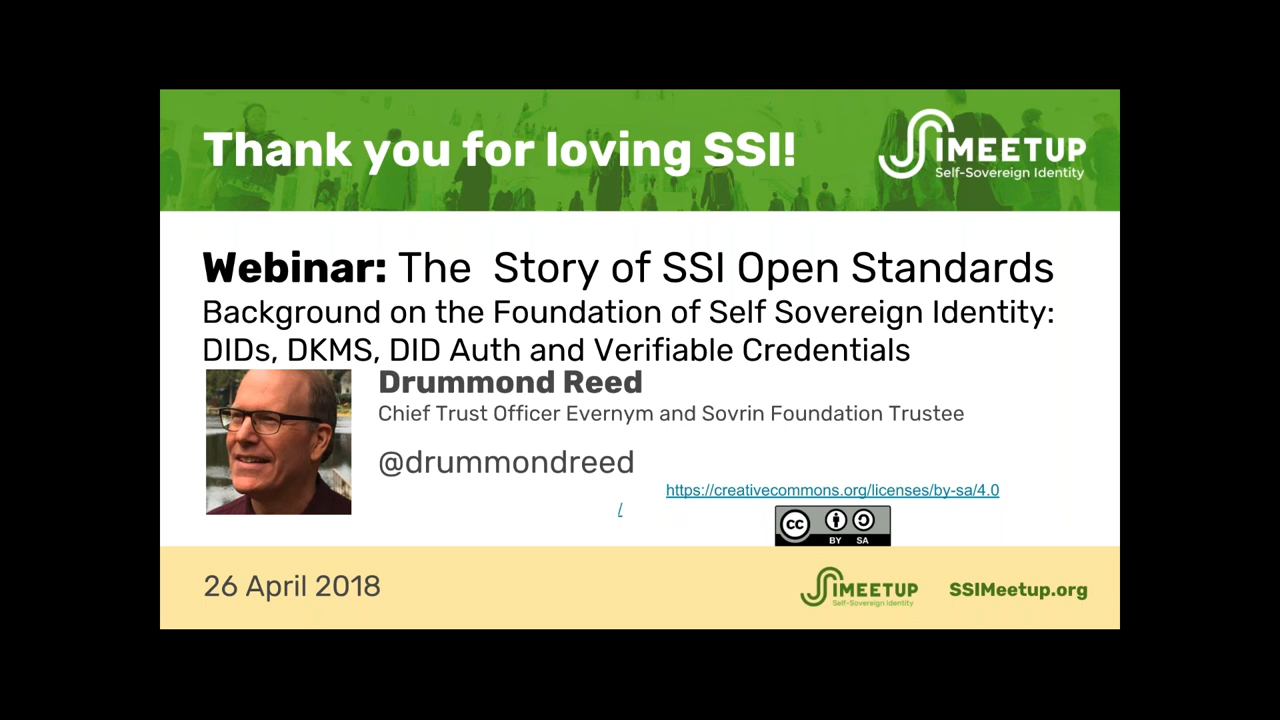 Thank you for loving SSI!
SSIMEETUP
Self-Sovereign Identity
Webinar: The Story of SSI Open Standards
Background on the Foundation of Self Sovereign Identity:
DIDs, DKMS, DID Auth and Verifiable Credentials
Drummond Reed
Chief Trust Officer Evernym and Sovrin Foundation Trustee
@drummondreed
https://creativecommons.org/licenses/by-sa/4.0
/
cc BY SA
26 April 2018
SSIMEETUP
Self-Sovereign Identity
SSIMeetup.org